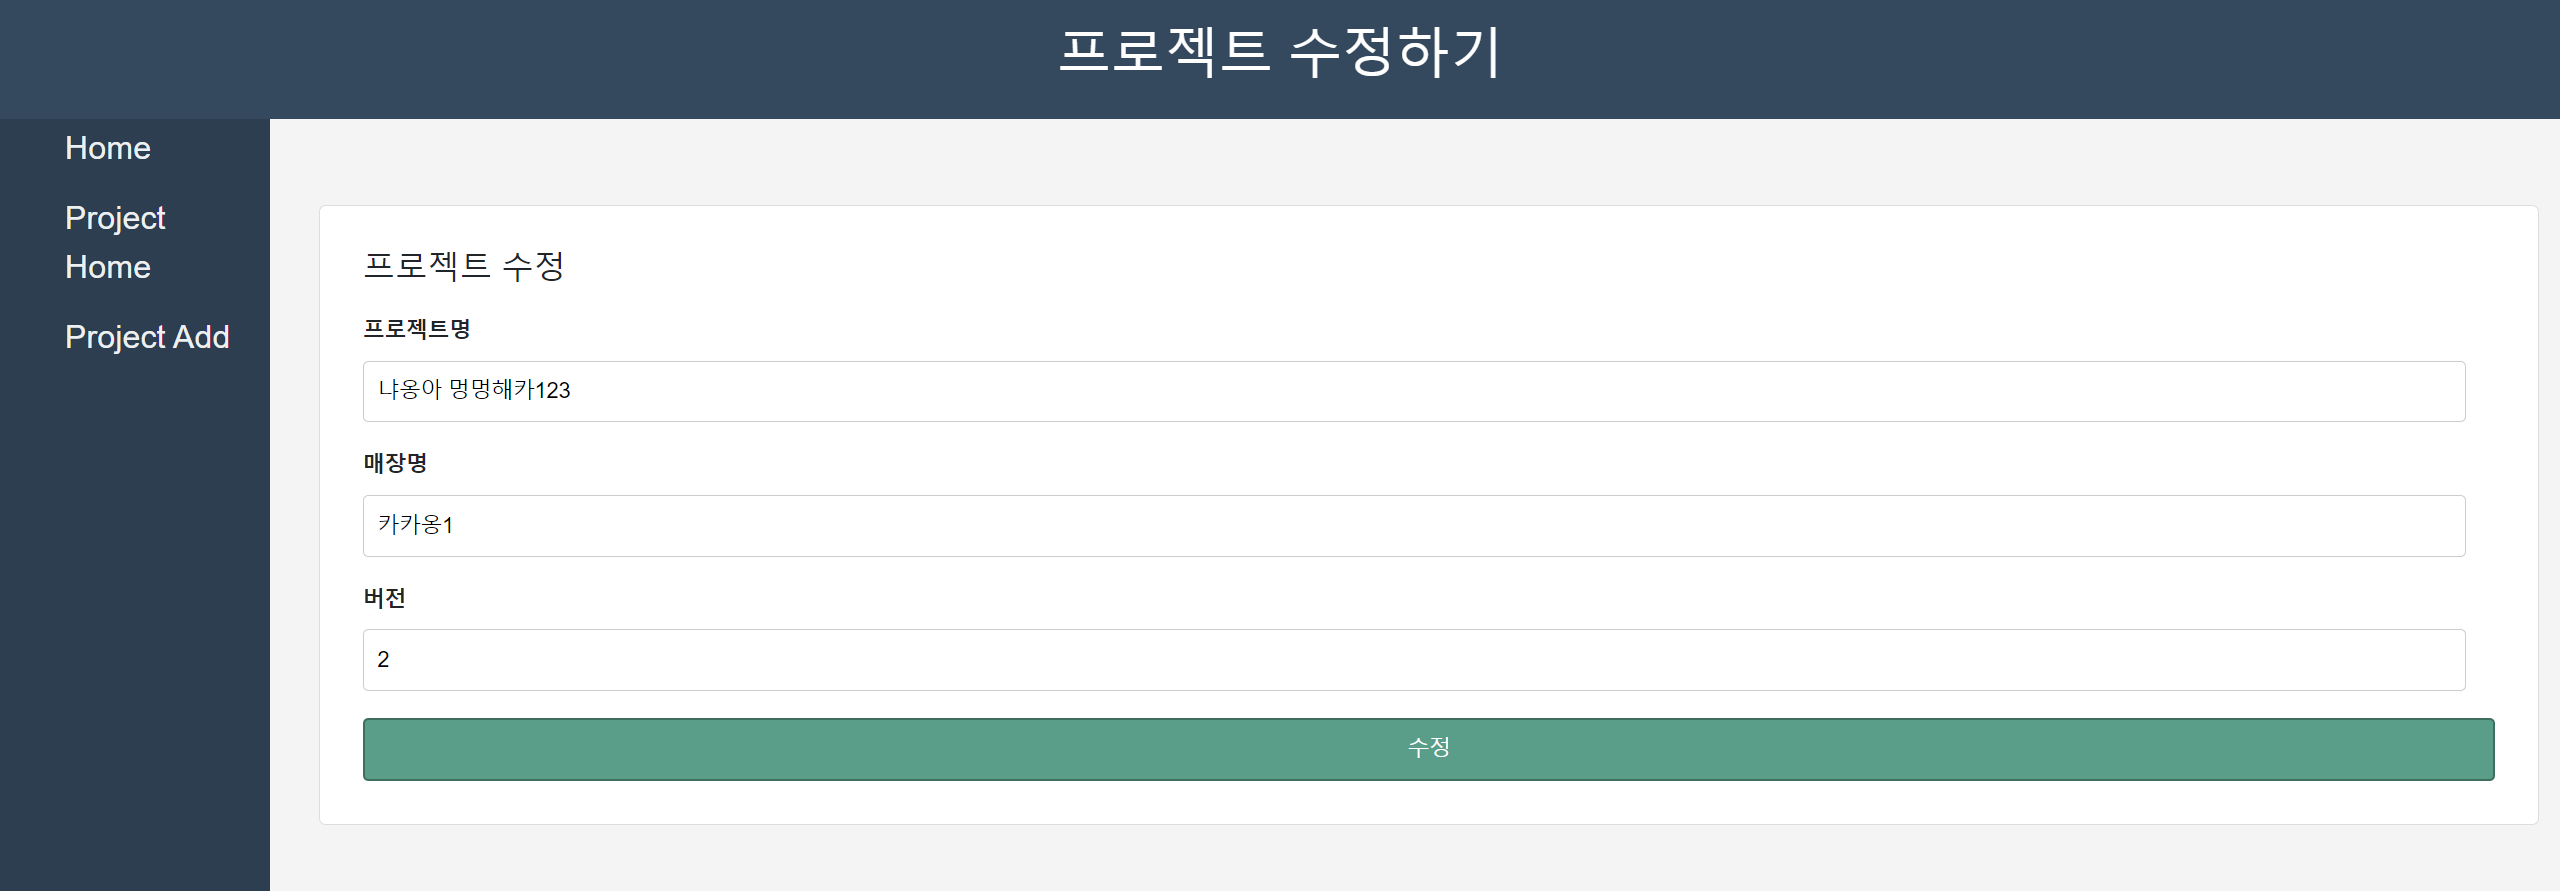 프로젝트 수정하기
Home
Project
Home
Project Add
프로젝트 수정
프로젝트명
냐옹아 멍멍해카123
매장명
카카옹1
버전
2
수정